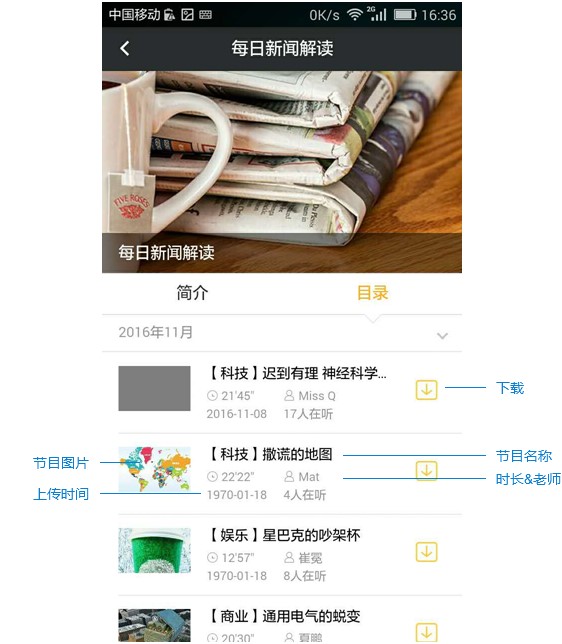 中国移动 0K/s 2G 16:36
每日新闻解读
FIVE ROSES
每日新闻解读
简介 目录
2016年11月
【科技】迟到有理 神经科学...
21'45" Miss Q
2016-11-08 17人在听
下载
【科技】撒谎的地图
节目名称
节目图片
22'22" Mat
时长&老师
上传时间
1970-01-18 4人在听
【娱乐】星巴克的吵架杯
12'57" 崔冕
1970-01-18 8人在听
【商业】通用电气的蜕变
20'30" 夏鹏